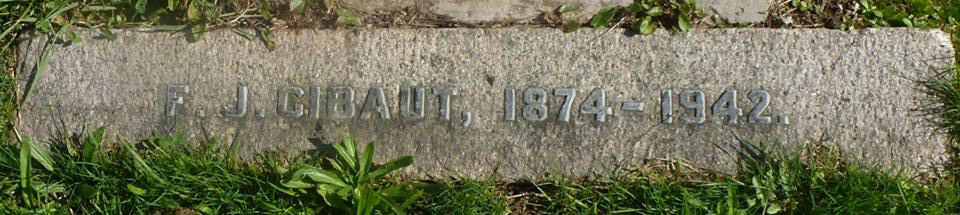 F. J. GIBAUT, 1874 - 1942.